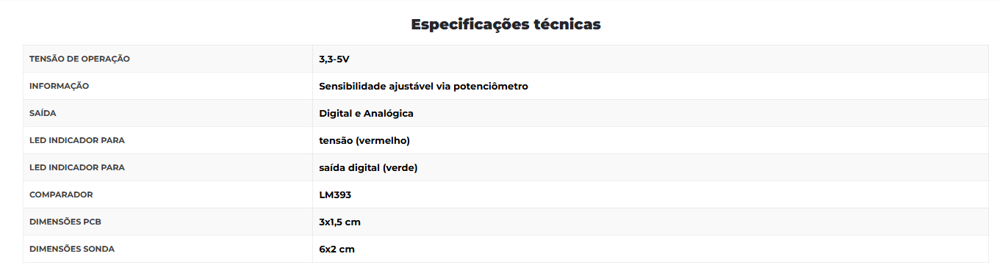 Especificações técnicas
TENSÃO DE OPERAÇÃO 3,3-5V
INFORMAÇÃO Sensibilidade ajustável via potenciômetro
SAÍDA Digital e Analógica
LED INDICADOR PARA tensão (vermelho)
LED INDICADOR PARA saída digital (verde)
COMPARADOR LM393
DIMENSÕES PCB 3x1,5 cm
DIMENSÕES SONDA 6x2 cm